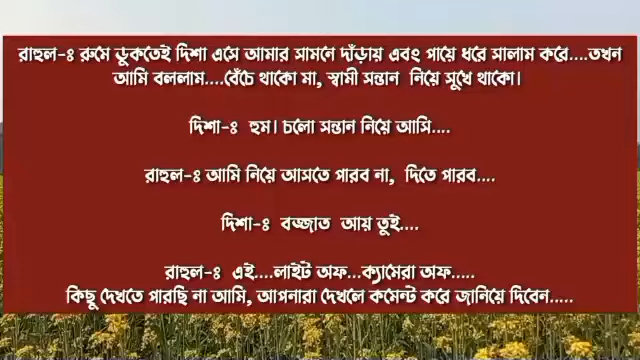 রাহুল-ঃ রুমে ঢুকতেই দিশা এসে আমার সামনে দাঁড়ায় এবং পায়ে ধরে সালাম করে....তখন
আমি বললাম....বেঁচে থাকো মা, স্বামী সন্তান নিয়ে সুখে থাকো।
দিশা-ঃ হুম। চলো সন্তান নিয়ে আসি....
রাহুল-ঃ আমি নিয়ে আসতে পারব না, দিতে পারব....
দিশা-ঃ বজ্জাত আয় তুই....
রাহুল-ঃ এই....লাইট অফ...ক্যামেরা অফ.....
কিছু দেখতে পারছি না আমি, আপনারা দেখলে কমেন্ট করে জানিয়ে দিবেন.....